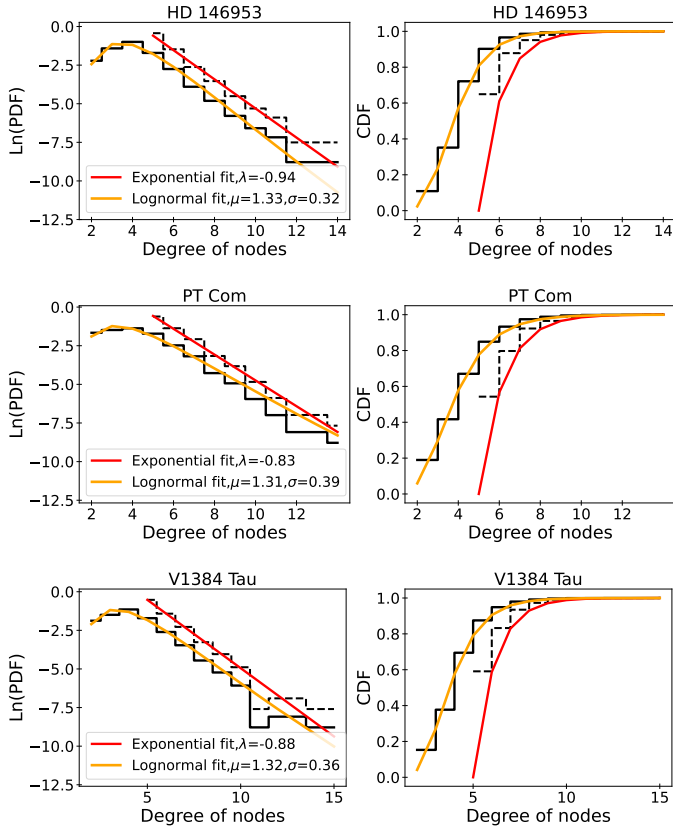 HD 146953
HD 146953
0.0
−2.5
−5.0
−7.5
−10.0
−12.5
Ln(PDF)
Exponential fit,λ=-0.94
Lognormal fit,μ=1.33,σ=0.32
2 4 6 8 10 12 14
Degree of nodes
1.0
0.8
0.6
0.4
0.2
0.0
CDF
2 4 6 8 10 12 14
Degree of nodes
PT Com
PT Com
0.0
−2.5
−5.0
−7.5
−10.0
−12.5
Ln(PDF)
Exponential fit,λ=-0.83
Lognormal fit,μ=1.31,σ=0.39
2 4 6 8 10 12
Degree of nodes
1.0
0.8
0.6
0.4
0.2
0.0
CDF
2 4 6 8 10 12
Degree of nodes
V1384 Tau
V1384 Tau
0.0
−2.5
−5.0
−7.5
−10.0
−12.5
Ln(PDF)
Exponential fit,λ=-0.88
Lognormal fit,μ=1.32,σ=0.36
5 10 15
Degree of nodes
1.0
0.8
0.6
0.4
0.2
0.0
CDF
5 10 15
Degree of nodes